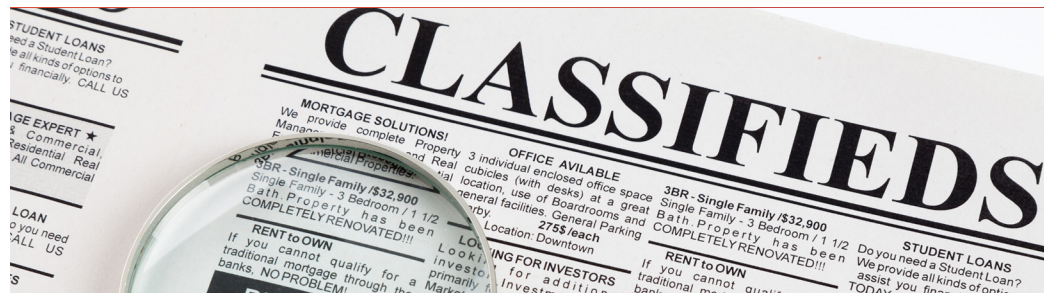 CLASSIFIEDS
STUDENT LOANS
eed a Student Loan?
e all kinds of options to
financially. CALL US
AGE EXPERT ★
& Commercial,
Residential Real
All Commercial
LOAN
o you need
CALL US
MORTGAGE SOLUTIONS!
We provide complete Property
and Real
3BR - Single Family /$32,900
Single Family - 3 Bedroom / 1 1/2
Bath. Property has been
COMPLETELY RENOVATED!!!
RENT to OWN
If you cannot qualify for a
traditional mortgage through the
banks, NO PROBLEM!
OFFICE AVILABLE
3 individual enclosed office space
cubicles (with desks) at a great
location, use of Boardrooms and
general facilities. General Parking
275$ /each
Location: Downtown
ING FOR INVESTORS
for addition
3BR - Single Family /$32,900
Single Family - 3 Bedroom / 1 1/2
Bath. Property has been
COMPLETELY RENOVATED!!!
RENT to OWN
If you cannot
traditional
STUDENT LOANS
Do you need a Student Loan?
We provide all kinds of
assist you
TODAY